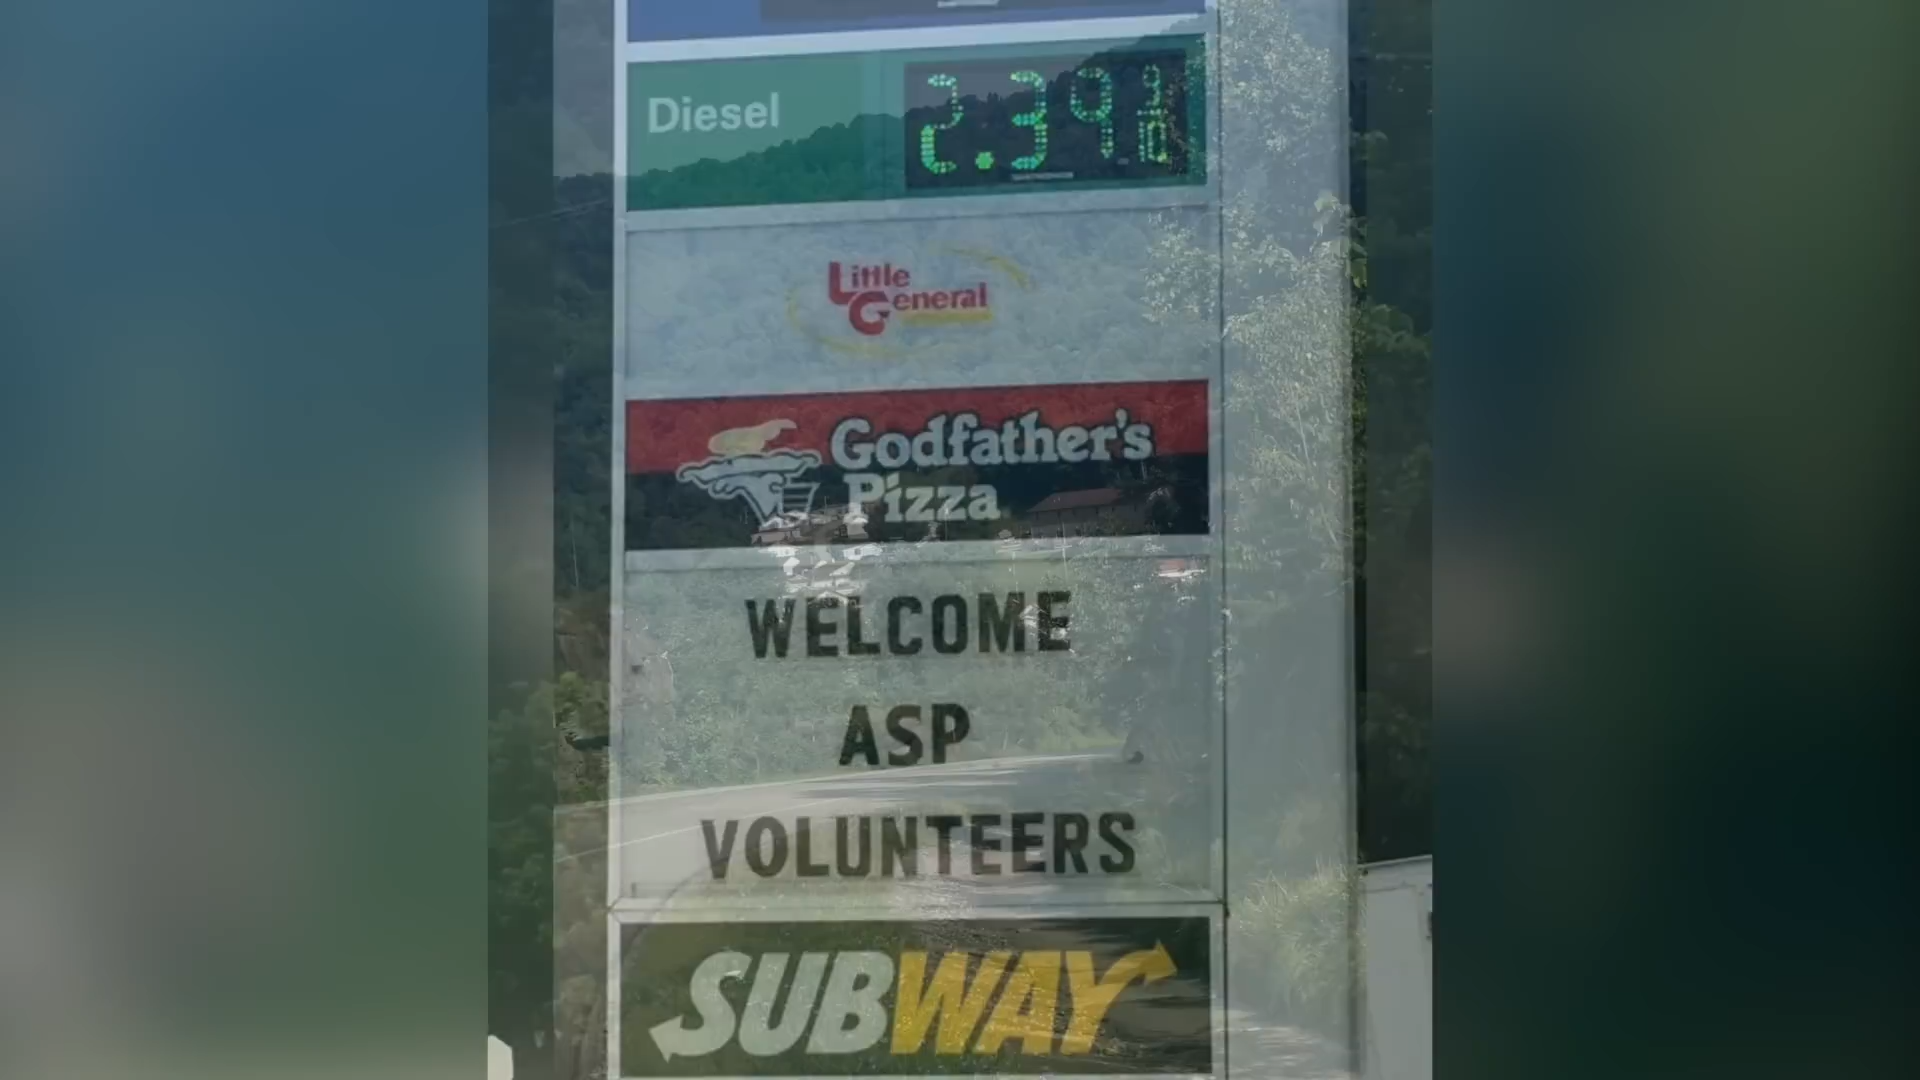 Diesel 2.39 9/10
Little
General
Godfather's
Pizza
WELCOME
ASP
VOLUNTEERS
SUBWAY